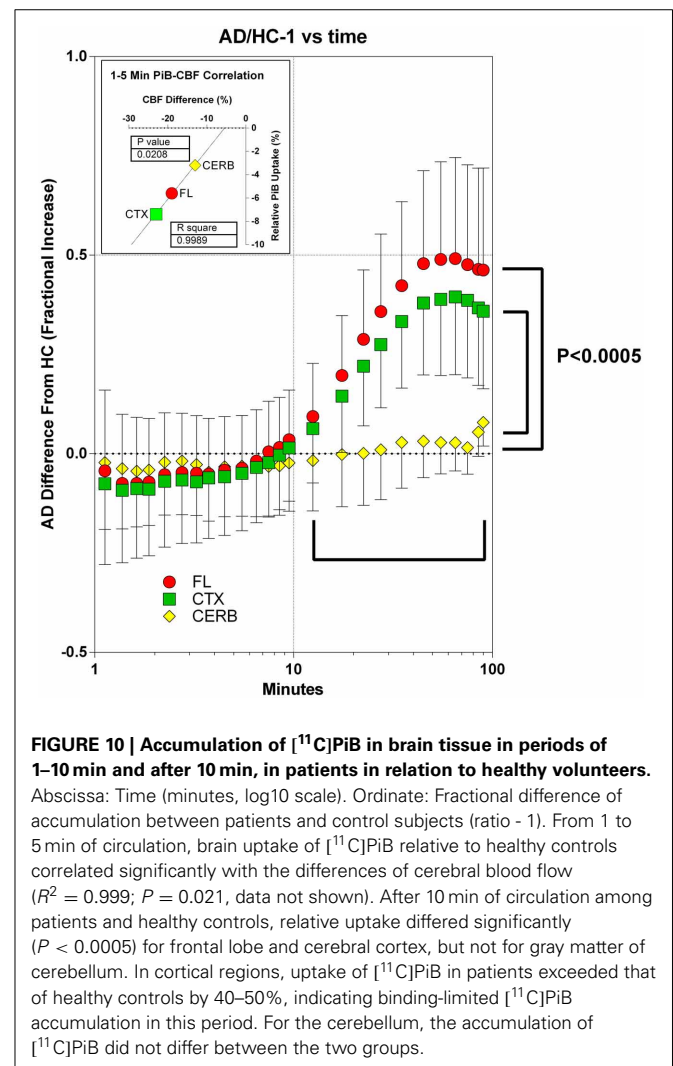 AD/HC-1 vs time
1.0
1-5 Min PiB-CBF Correlation
CBF Difference (%)
-30 -20 -10 0
0
-2
-4
-6
-8
-10
Relative PiB Uptake (%)
P value
0.0208
CERB
FL
CTX
R square
0.9989
AD Difference From HC (Fractional Increase)
0.5
0.0
-0.5
P<0.0005
FL
CTX
CERB
1 10 100
Minutes
FIGURE 10 | Accumulation of [¹¹C]PiB in brain tissue in periods of
1–10 min and after 10 min, in patients in relation to healthy volunteers.
Abscissa: Time (minutes, log10 scale). Ordinate: Fractional difference of
accumulation between patients and control subjects (ratio - 1). From 1 to
5 min of circulation, brain uptake of [¹¹C]PiB relative to healthy controls
correlated significantly with the differences of cerebral blood flow
(R² = 0.999; P = 0.021, data not shown). After 10 min of circulation among
patients and healthy controls, relative uptake differed significantly
(P < 0.0005) for frontal lobe and cerebral cortex, but not for gray matter of
cerebellum. In cortical regions, uptake of [¹¹C]PiB in patients exceeded that
of healthy controls by 40–50%, indicating binding-limited [¹¹C]PiB
accumulation in this period. For the cerebellum, the accumulation of
[¹¹C]PiB did not differ between the two groups.